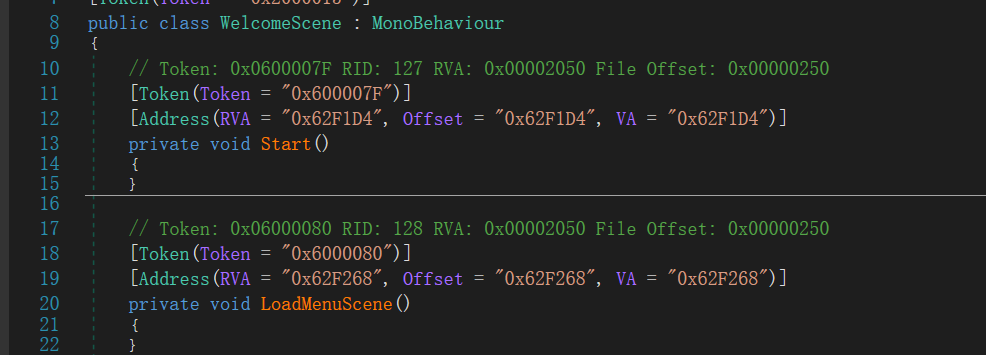 8 public class WelcomeScene : MonoBehaviour
9 {
10 // Token: 0x0600007F RID: 127 RVA: 0x00002050 File Offset: 0x00000250
11 [Token(Token = "0x600007F")]
12 [Address(RVA = "0x62F1D4", Offset = "0x62F1D4", VA = "0x62F1D4")]
13 private void Start()
14 {
15 }
16
17 // Token: 0x06000080 RID: 128 RVA: 0x00002050 File Offset: 0x00000250
18 [Token(Token = "0x6000080")]
19 [Address(RVA = "0x62F268", Offset = "0x62F268", VA = "0x62F268")]
20 private void LoadMenuScene()
21 {
22 }